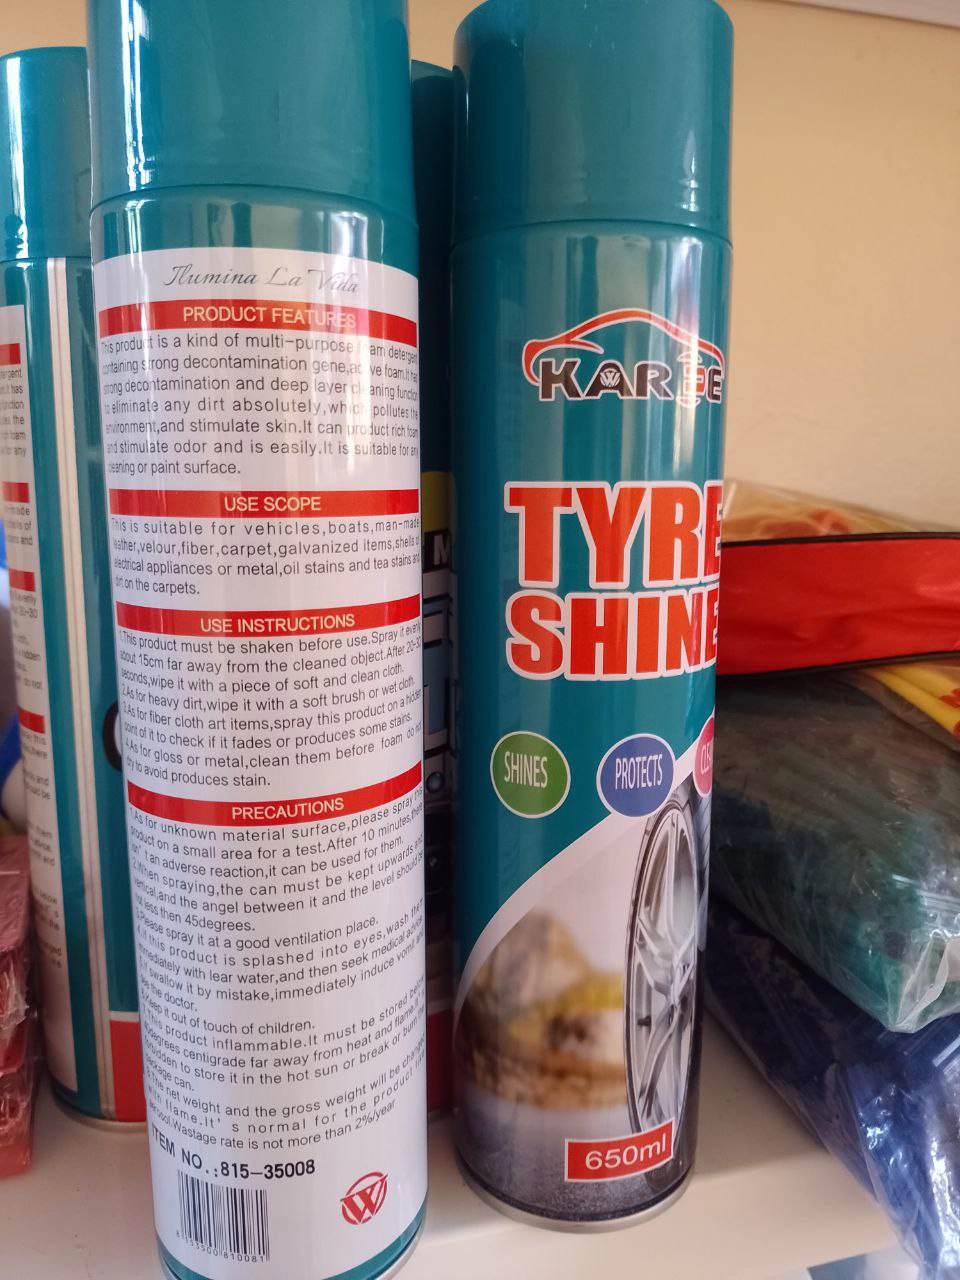 Ilumina La Vida
PRODUCT FEATURES
This product is a kind of multi-purpose foam detergent
containing strong decontamination gene,active foam.It has
strong decontamination and deep layer cleaning function
to eliminate any dirt absolutely,which pollutes the
environment,and stimulate skin.It can product rich foam
and stimulate odor and is easily.It is suitable for any
cleaning or paint surface.
USE SCOPE
This is suitable for vehicles,boats,man-made
leather,velour,fiber,carpet,galvanized items,shells of
electrical appliances or metal,oil stains and tea stains and
dirt on the carpets.
USE INSTRUCTIONS
1.This product must be shaken before use.Spray it evenly
about 15cm far away from the cleaned object.After 20-30
seconds,wipe it with a piece of soft and clean cloth.
2.As for heavy dirt,wipe it with a soft brush or wet cloth.
3.As for fiber cloth art items,spray this product on a hidden
point of it to check if it fades or produces some stains.
4.As for gloss or metal,clean them before foam do not
dry to avoid produces stain.
PRECAUTIONS
1.As for unknown material surface,please spray this
product on a small area for a test.After 10 minutes,there
isn't an adverse reaction,it can be used for them.
2.When spraying,the can must be kept upwards and
vertical,and the angel between it and the level should be
not less then 45degrees.
3.Please spray it at a good ventilation place.
4.If this product is splashed into eyes,wash them
immediately with lear water,and then seek medical advice.
5.If swallow it by mistake,immediately induce vomit and
see the doctor.
6.Keep it out of touch of children.
7.This product inflammable.It must be stored below
40degrees centigrade far away from heat and flame.It is
forbidden to store it in the hot sun or break or burn the
package can.
8.The net weight and the gross weight will be changed
with flame.It's normal for the product like
aerosol.Wastage rate is not more than 2%/year
ITEM NO.:815-35008
8 153500 810081
W
KAR
TYRE
SHINE
SHINES
PROTECTS
650ml